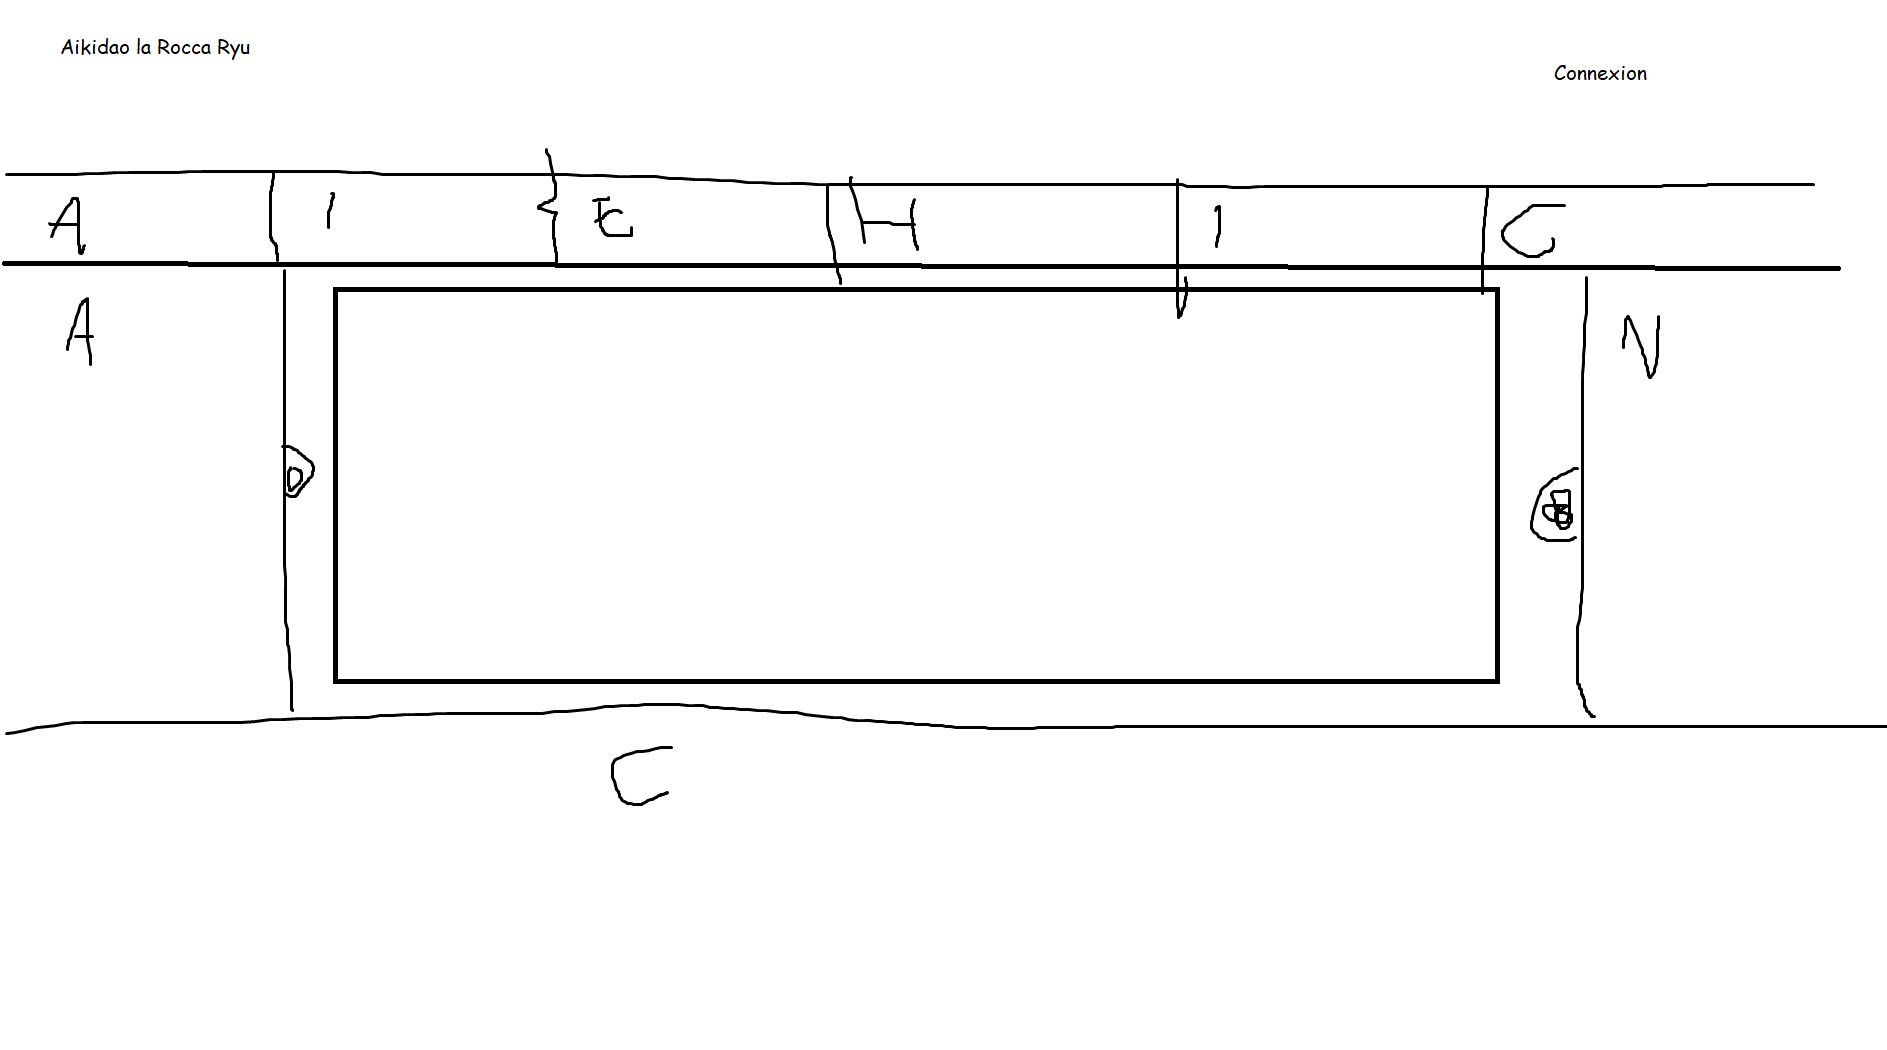 Aikidao la Rocca Ryu
Connexion
A I E H I C
A N
C